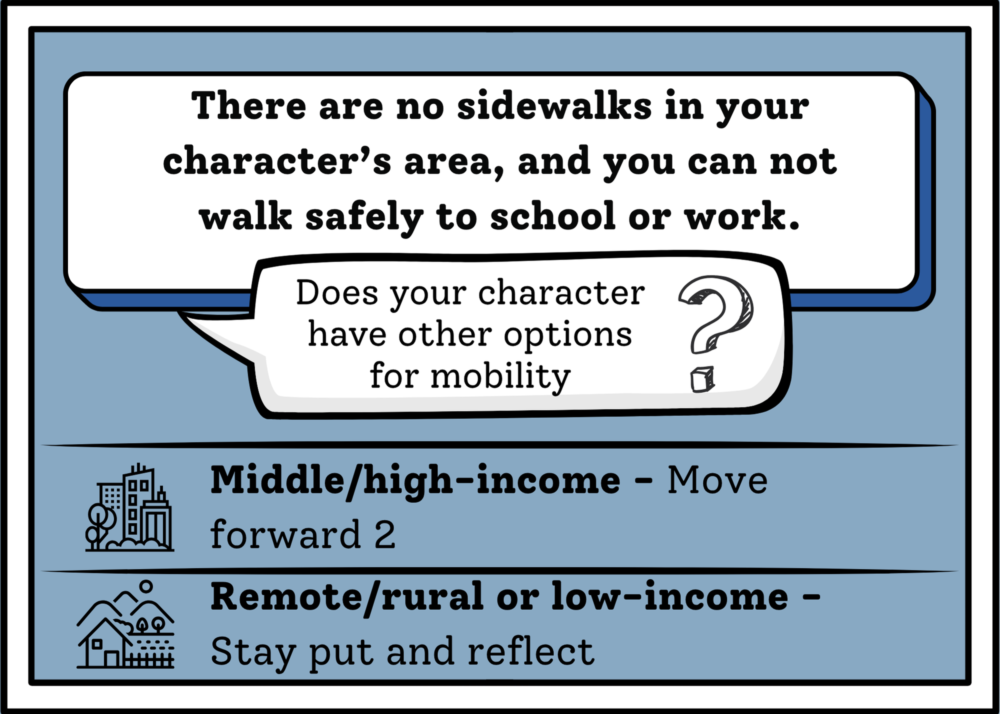 There are no sidewalks in your
character’s area, and you can not
walk safely to school or work.
Does your character
have other options
for mobility
?
Middle/high-income - Move
forward 2
Remote/rural or low-income -
Stay put and reflect